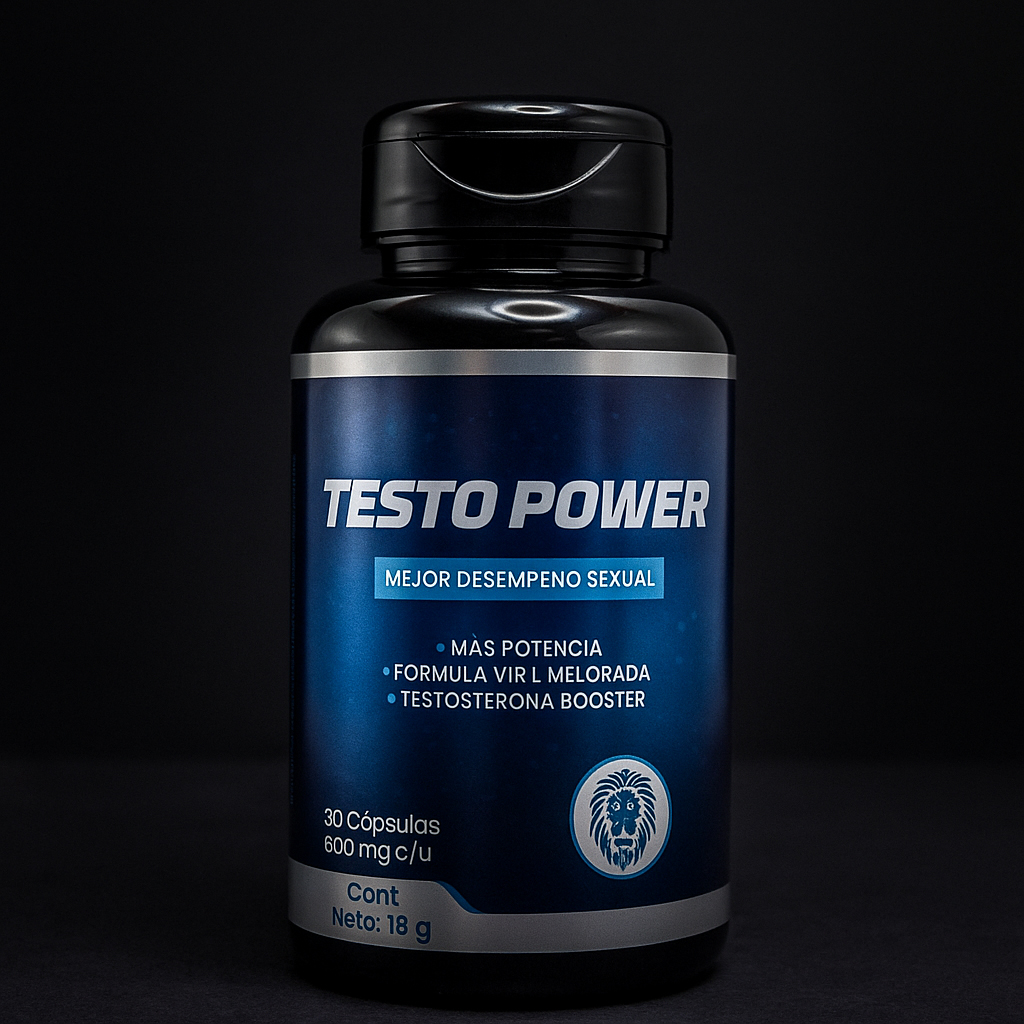 TESTO POWER
MEJOR DESEMPENO SEXUAL
• MÀS POTENCIA
• FORMULA VIR L MELORADA
• TESTOSTERONA BOOSTER
30 Cópsulas
600 mg c/u
Cont
Neto: 18 g